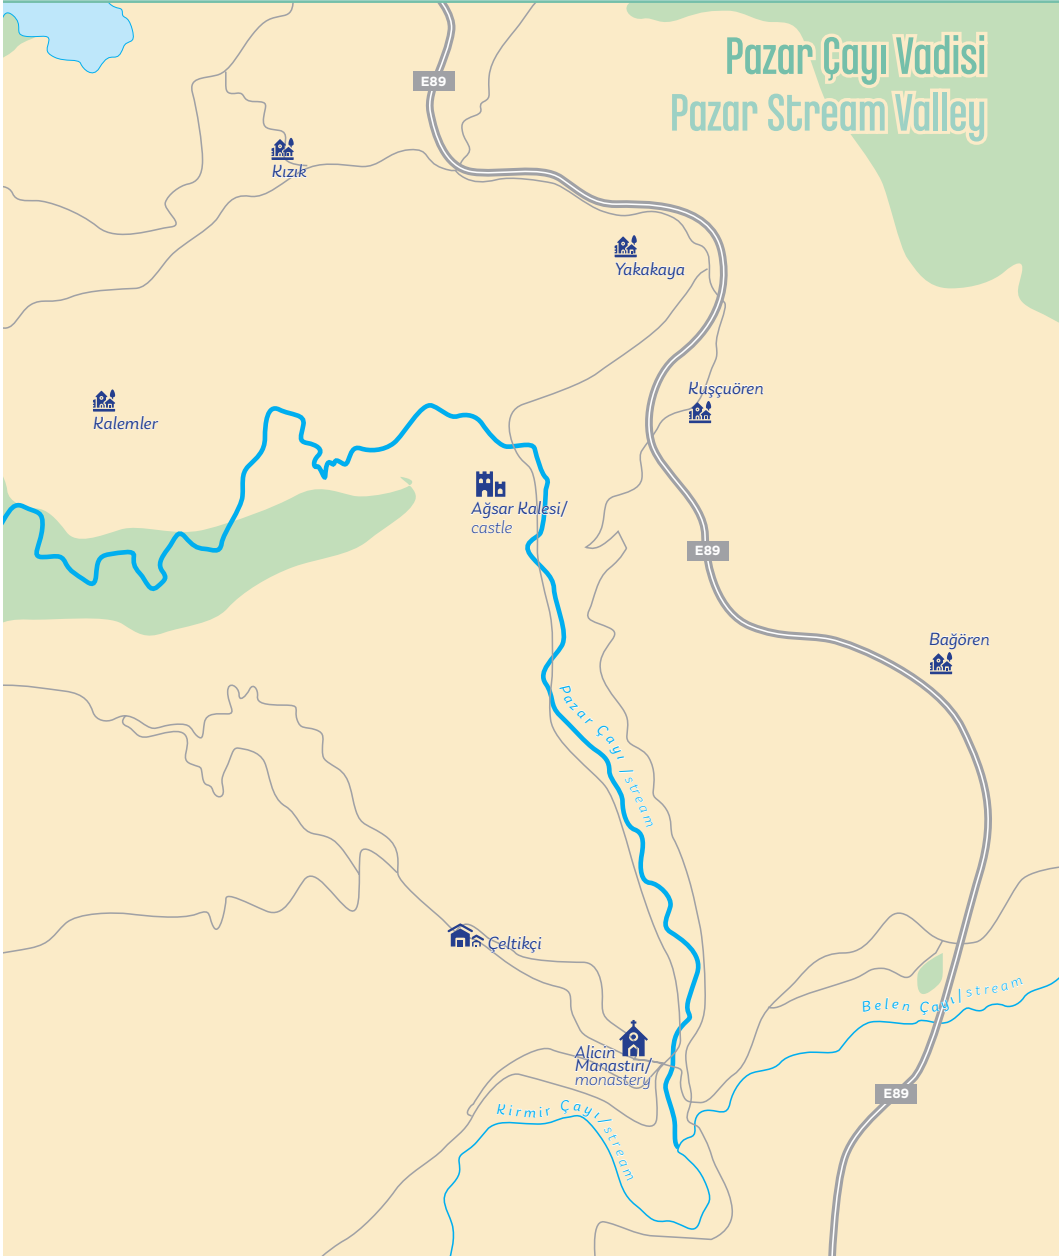 Pazar Çayı Vadisi
Pazar Stream Valley
E89
Kızık
Yakakaya
Kuşçuören
Kalemler
Ağsar Kalesi/
castle
E89
Bağören
Pazar Çayı /stream
Çeltikçi
Belen Çayı/stream
Alicin
Manastırı/
monastery
E89
Kirmir Çayı/stream